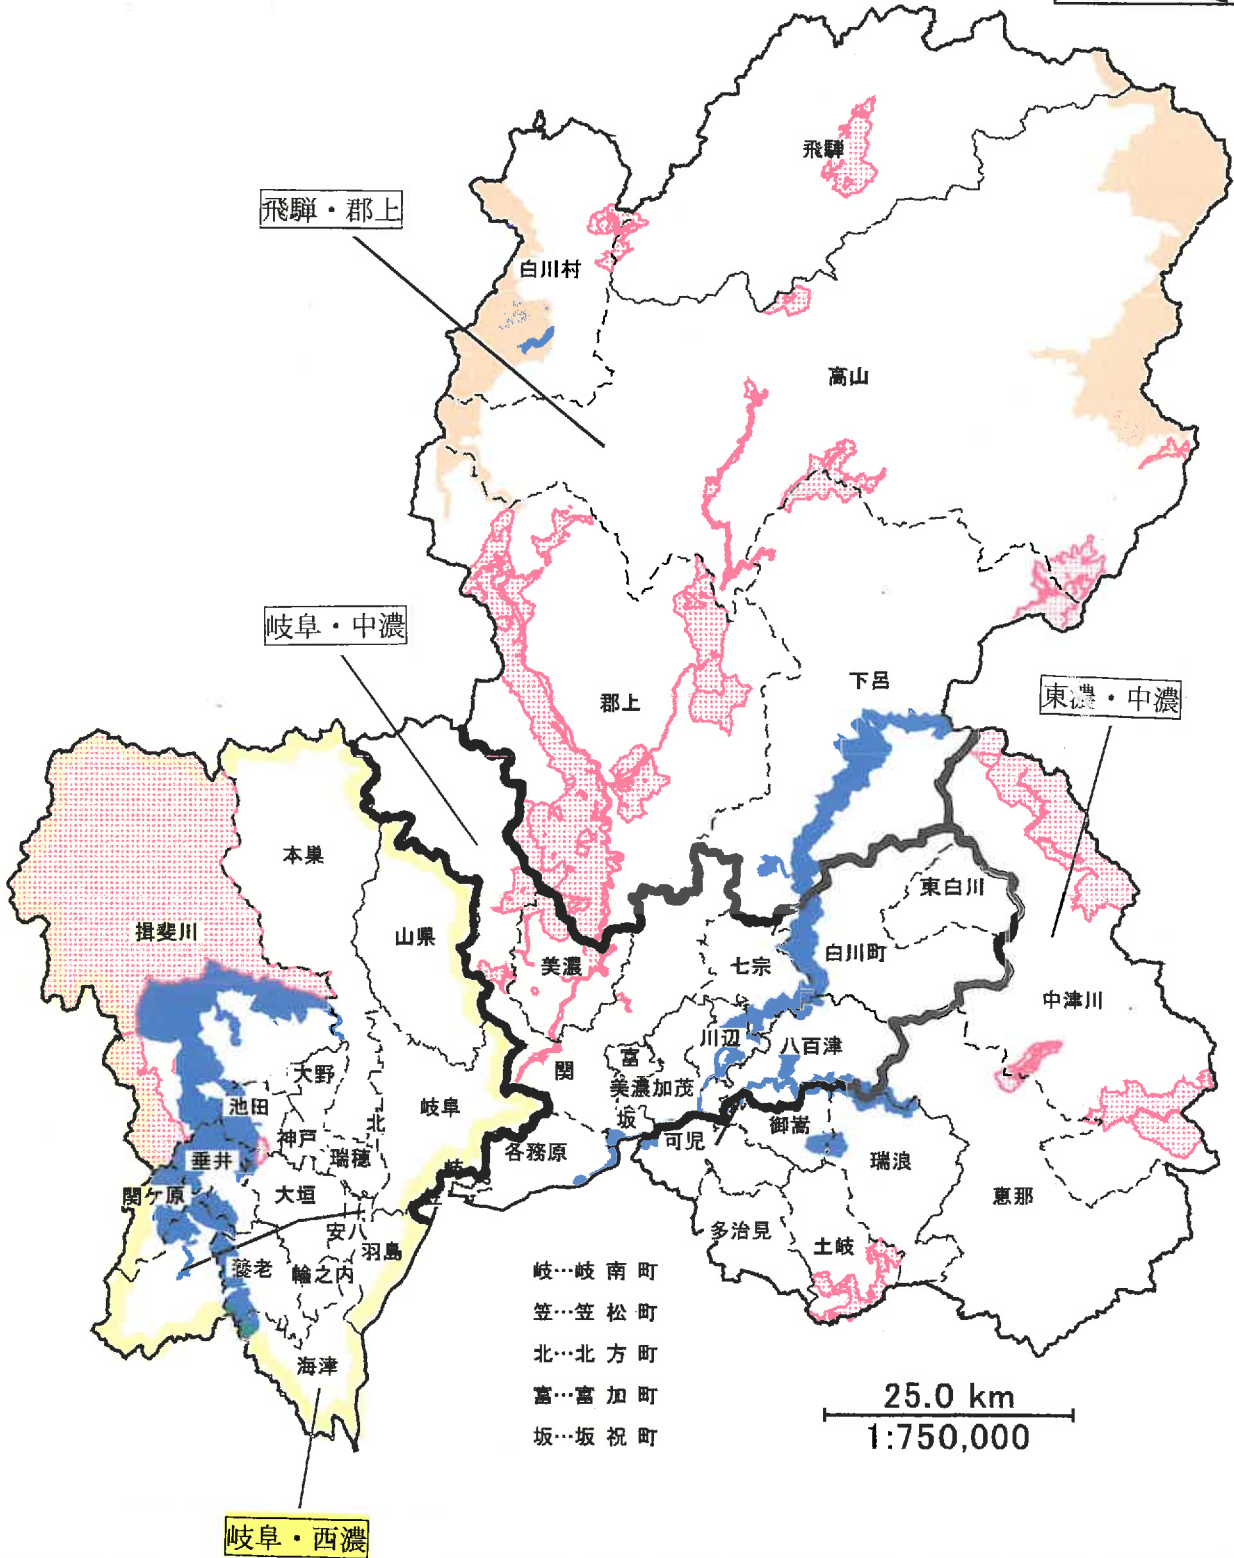 飛騨
飛騨・郡上
白川村
高山
岐阜・中濃
下呂
東濃・中濃
郡上
本巣
東白川
揖斐川
山県
美濃
七宗
白川町
中津川
川辺
八百津
関
富
大野
美濃加茂
池田
岐阜
北
坂
御嵩
神戸
可児
垂井
瑞穂
各務原
瑞浪
岐
関ケ原
大垣
笠
恵那
安八
羽島
多治見
土岐
養老
輪之内
岐…岐南町
笠…笠松町
北…北方町
海津
富…富加町
坂…坂祝町
25.0 km
1:750,000
岐阜・西濃